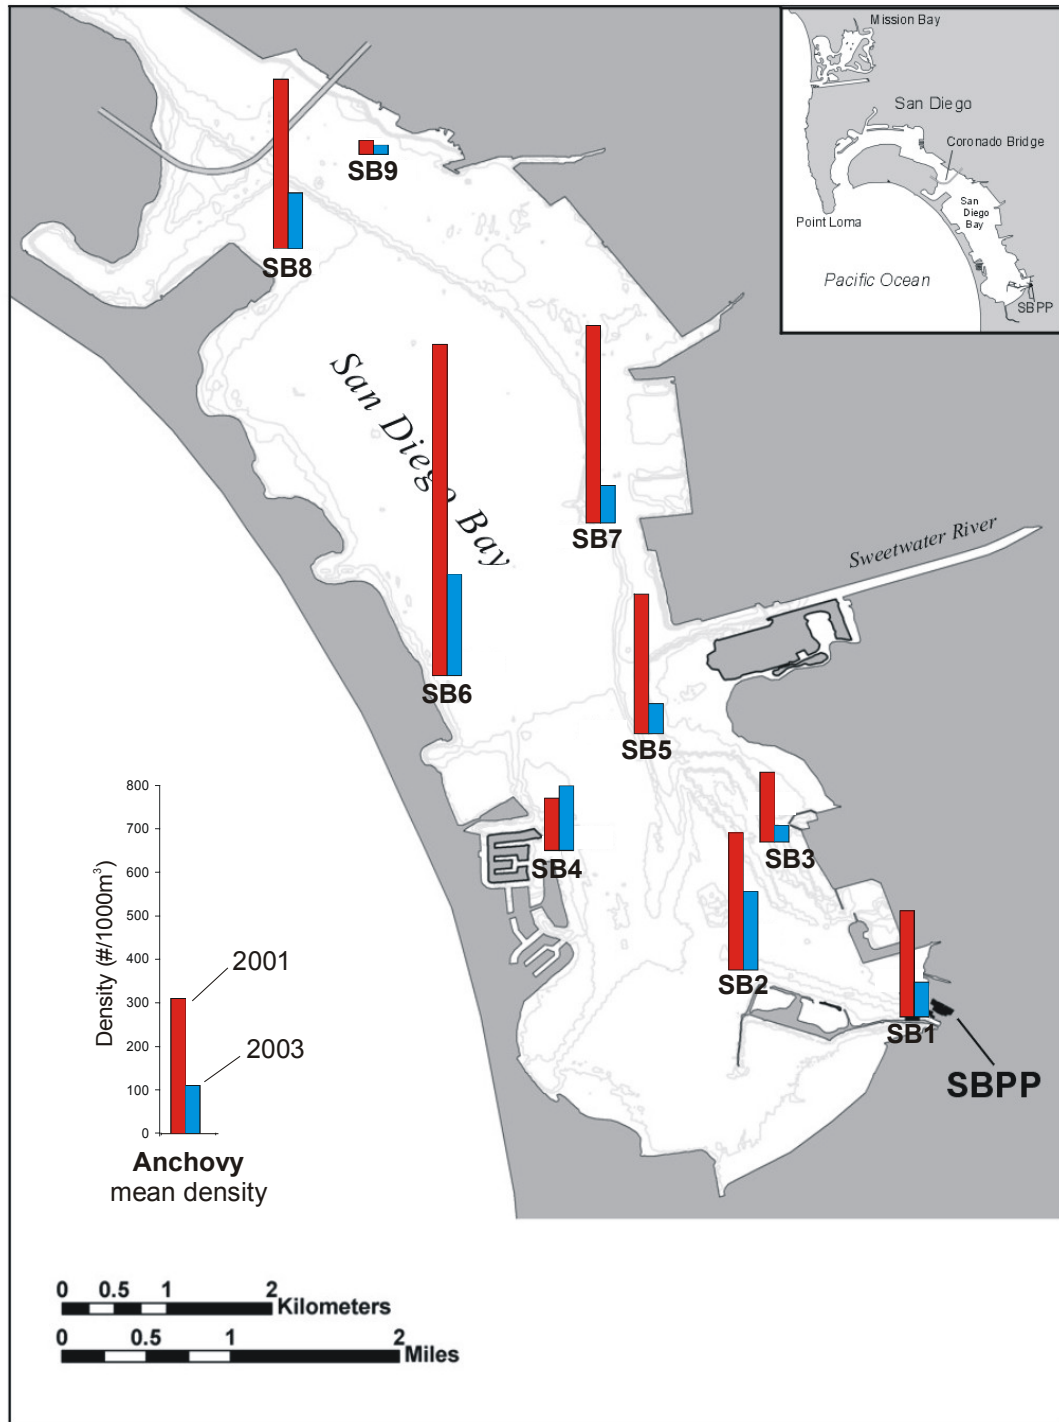 Mission Bay
San Diego
Coronado Bridge
San
Diego
Bay
Point Loma
Pacific Ocean
SBPP
SB9
SB8
San Diego Bay
SB7
Sweetwater River
SB6
SB5
SB3
SB4
SB2
SB1
SBPP
800
700
600
500
400
300
200
100
0
Density (#/1000m³)
2001
2003
Anchovy
mean density
0 0.5 1 2
Kilometers
0 0.5 1 2
Miles